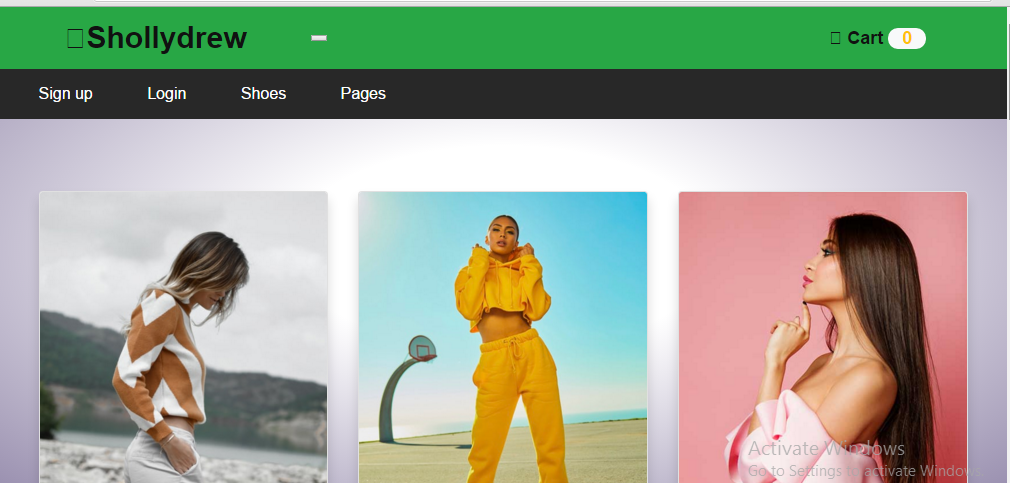 Shollydrew
Cart 0
Sign up Login Shoes Pages
Activate Windows
Go to Settings to activate Windows.